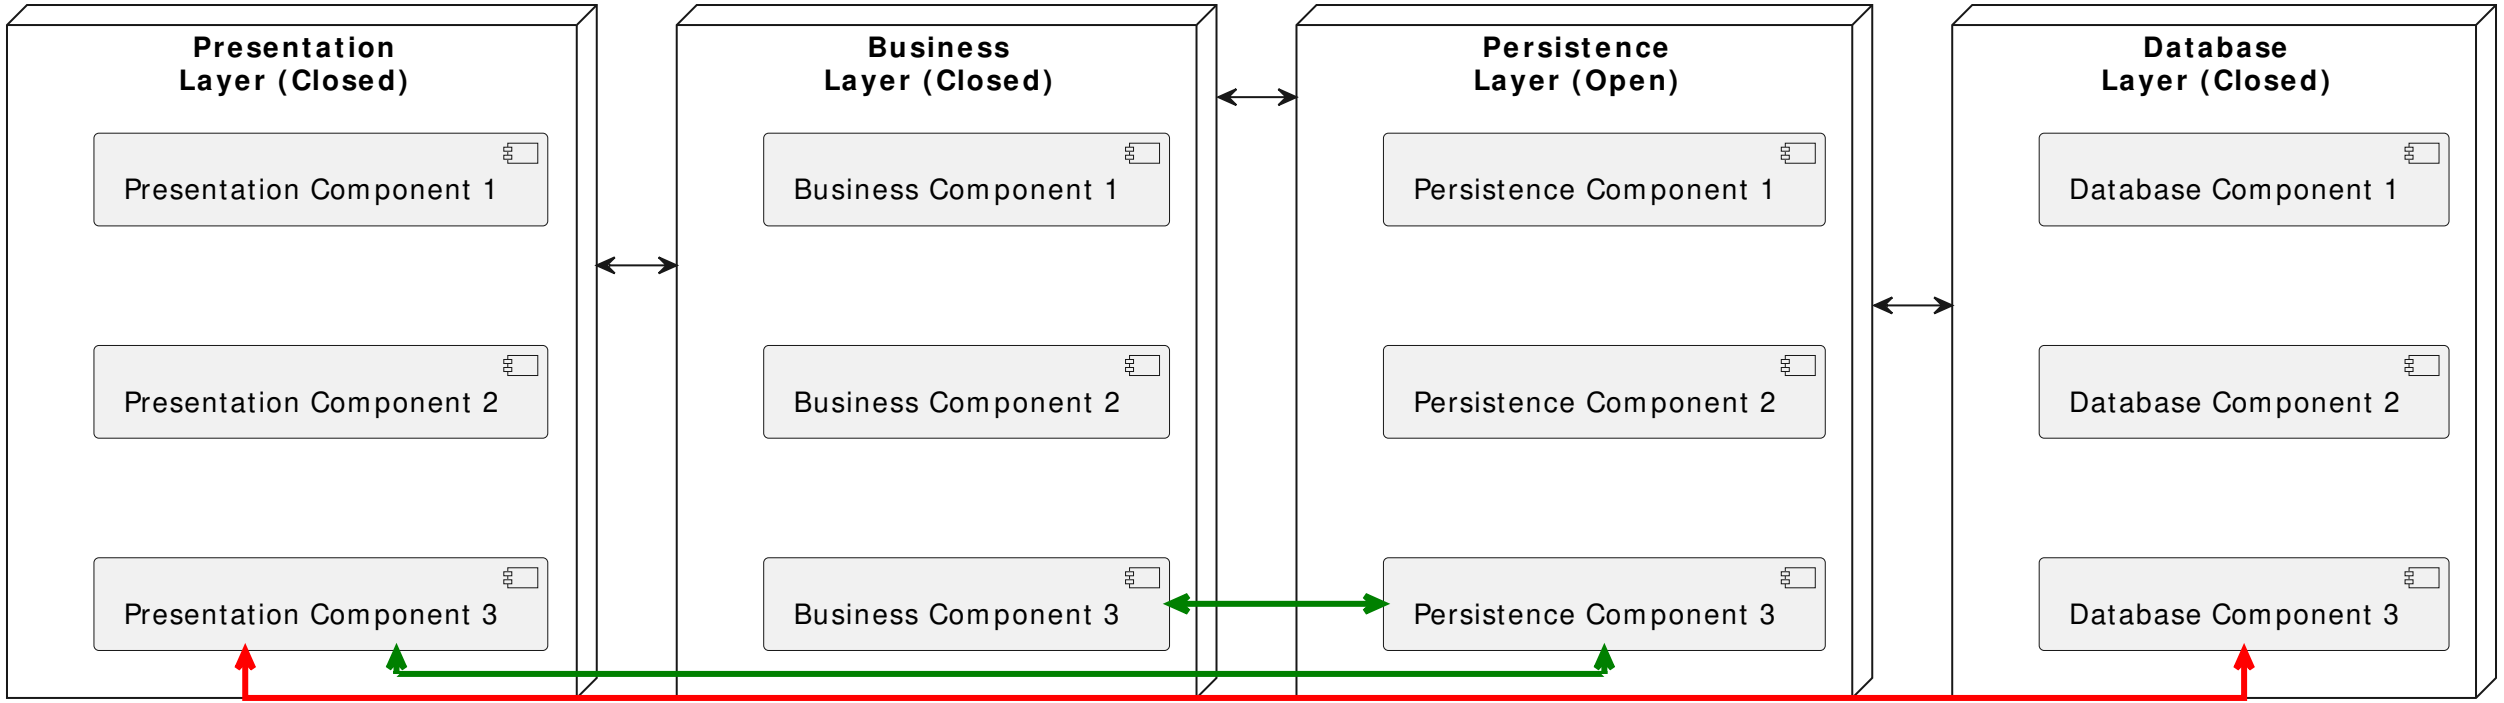 Presentation
Layer (Closed)
Presentation Component 1
Presentation Component 2
Presentation Component 3
Business
Layer (Closed)
Business Component 1
Business Component 2
Business Component 3
Persistence
Layer (Open)
Persistence Component 1
Persistence Component 2
Persistence Component 3
Database
Layer (Closed)
Database Component 1
Database Component 2
Database Component 3